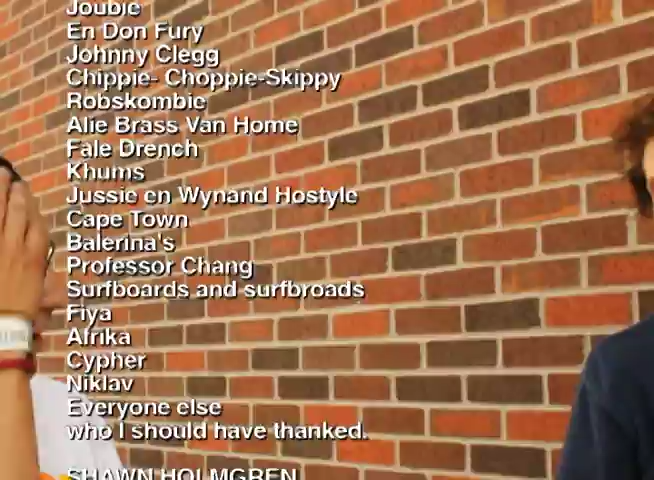 Joubie
En Don Fury
Johnny Clegg
Chippie- Choppie-Skippy
Robskombie
Alie Brass Van Home
Fale Drench
Khums
Jussie en Wynand Hostyle
Cape Town
Balerina's
Professor Chang
Surfboards and surfbroads
Fiya
Afrika
Cypher
Niklav
Everyone else
who I should have thanked.
SHAWN HOLMGREN